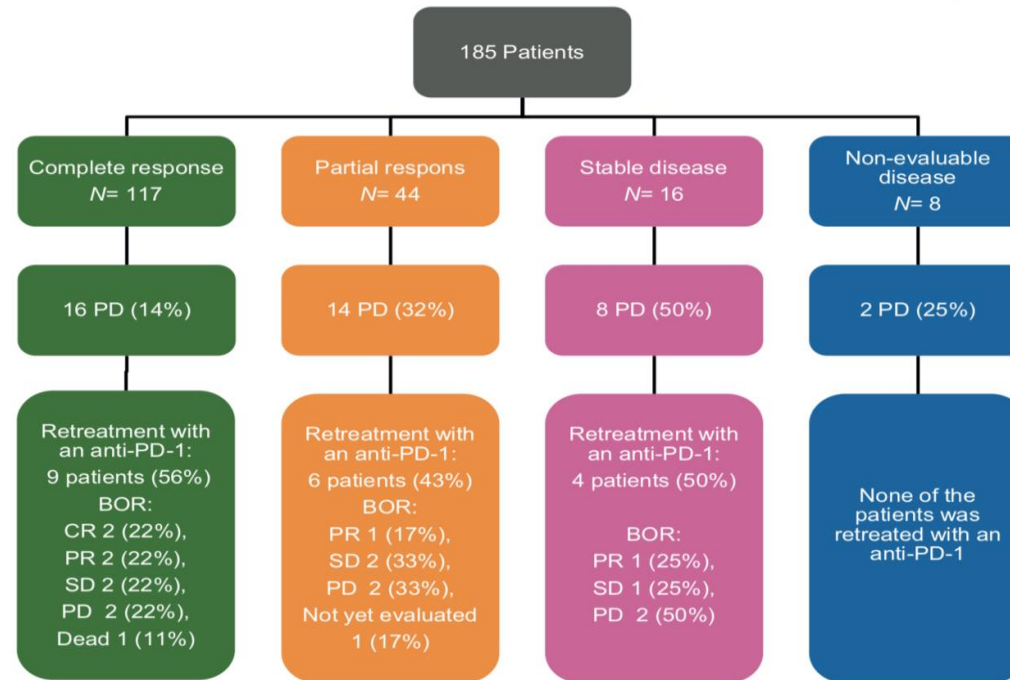 185 Patients
Complete response
N= 117
Partial respons
N= 44
Stable disease
N= 16
Non-evaluable
disease
N= 8
16 PD (14%)
14 PD (32%)
8 PD (50%)
2 PD (25%)
Retreatment with
an anti-PD-1:
9 patients (56%)
BOR:
CR 2 (22%),
PR 2 (22%),
SD 2 (22%),
PD 2 (22%),
Dead 1 (11%)
Retreatment with
an anti-PD-1:
6 patients (43%)
BOR:
PR 1 (17%),
SD 2 (33%),
PD 2 (33%),
Not yet evaluated
1 (17%)
Retreatment with
an anti-PD-1:
4 patients (50%)
BOR:
PR 1 (25%),
SD 1 (25%),
PD 2 (50%)
None of the
patients was
retreated with an
anti-PD-1